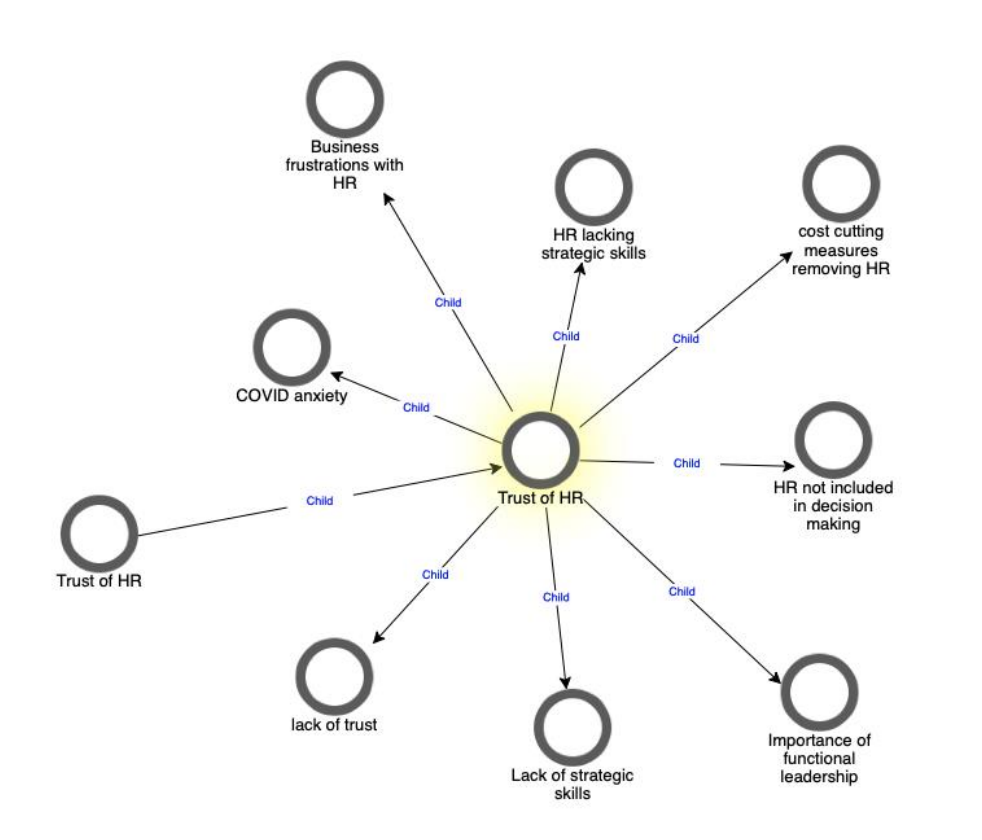 Business
frustrations with
HR
HR lacking
strategic skills
cost cutting
measures
removing HR
Child
Child
Child
COVID anxiety
Child
Child
HR not included
in decision
making
Trust of HR
Child
Trust of HR
Child
Child
Child
lack of trust
Importance of
functional
leadership
Lack of strategic
skills